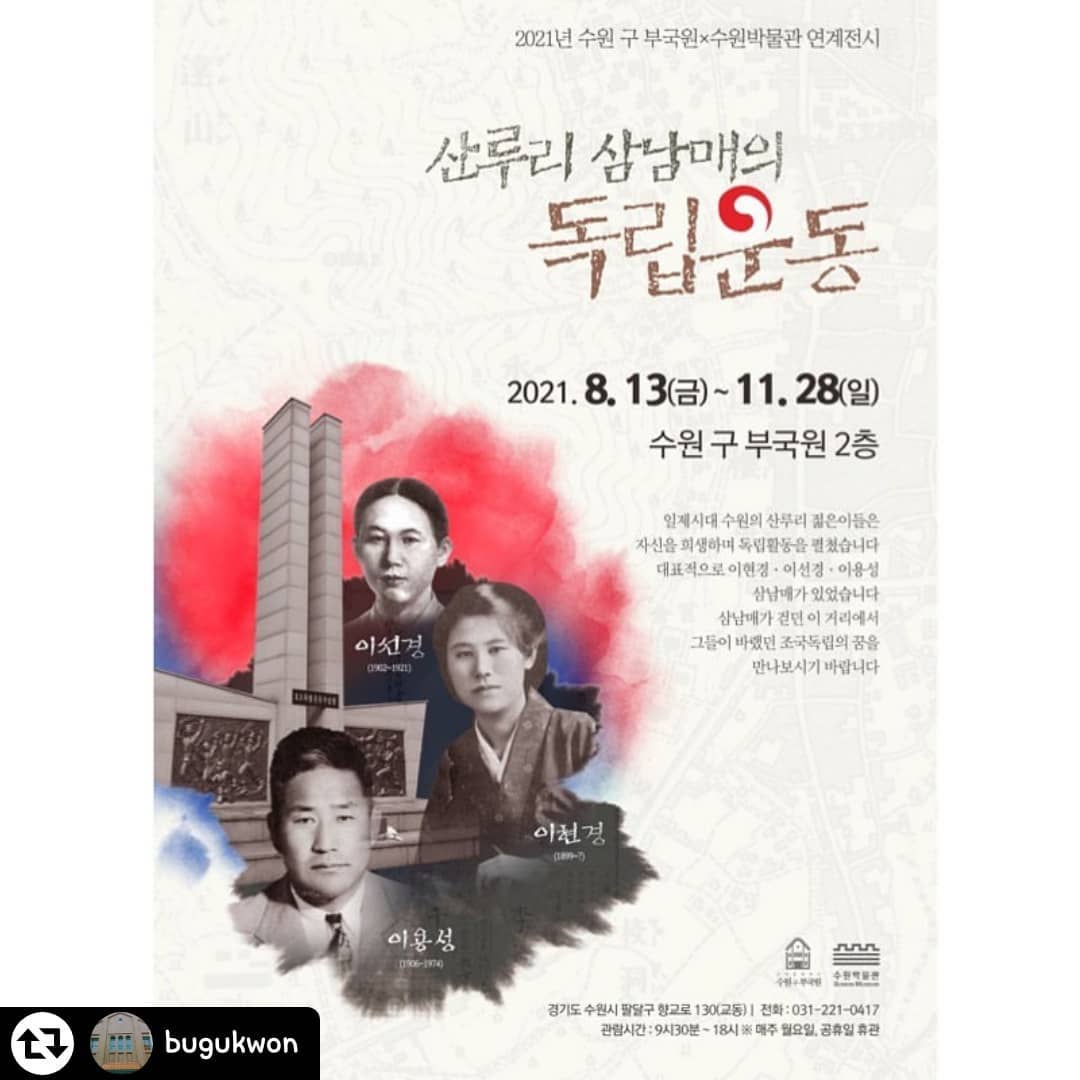 2021년 수원 구 부국원×수원박물관 연계전시
산루리 삼남매의
독립운동
2021. 8. 13(금) ~ 11. 28(일)
수원 구 부국원 2층
일제시대 수원의 산루리 젊은이들은
자신을 희생하며 독립활동을 펼쳤습니다
대표적으로 이현경 · 이선경 · 이용성
삼남매가 있었습니다
삼남매가 걷던 이 거리에서
그들이 바랬던 조국독립의 꿈을
만나보시기 바랍니다
이선경
(1902~1921)
이현경
(1899~?)
이용성
(1906~1974)
수원 구 부국원
수원박물관
Suwon Museum
경기도 수원시 팔달구 향교로 130(교동) | 전화 : 031-221-0417
관람시간 : 9시30분 ~ 18시 ※ 매주 월요일, 공휴일 휴관
bugukwon